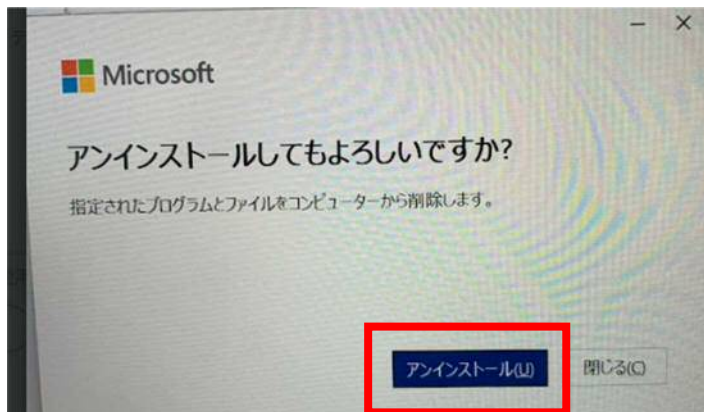 Microsoft
アンインストールしてもよろしいですか?
指定されたプログラムとファイルをコンピューターから削除します。
アンインストール(U)
閉じる(C)